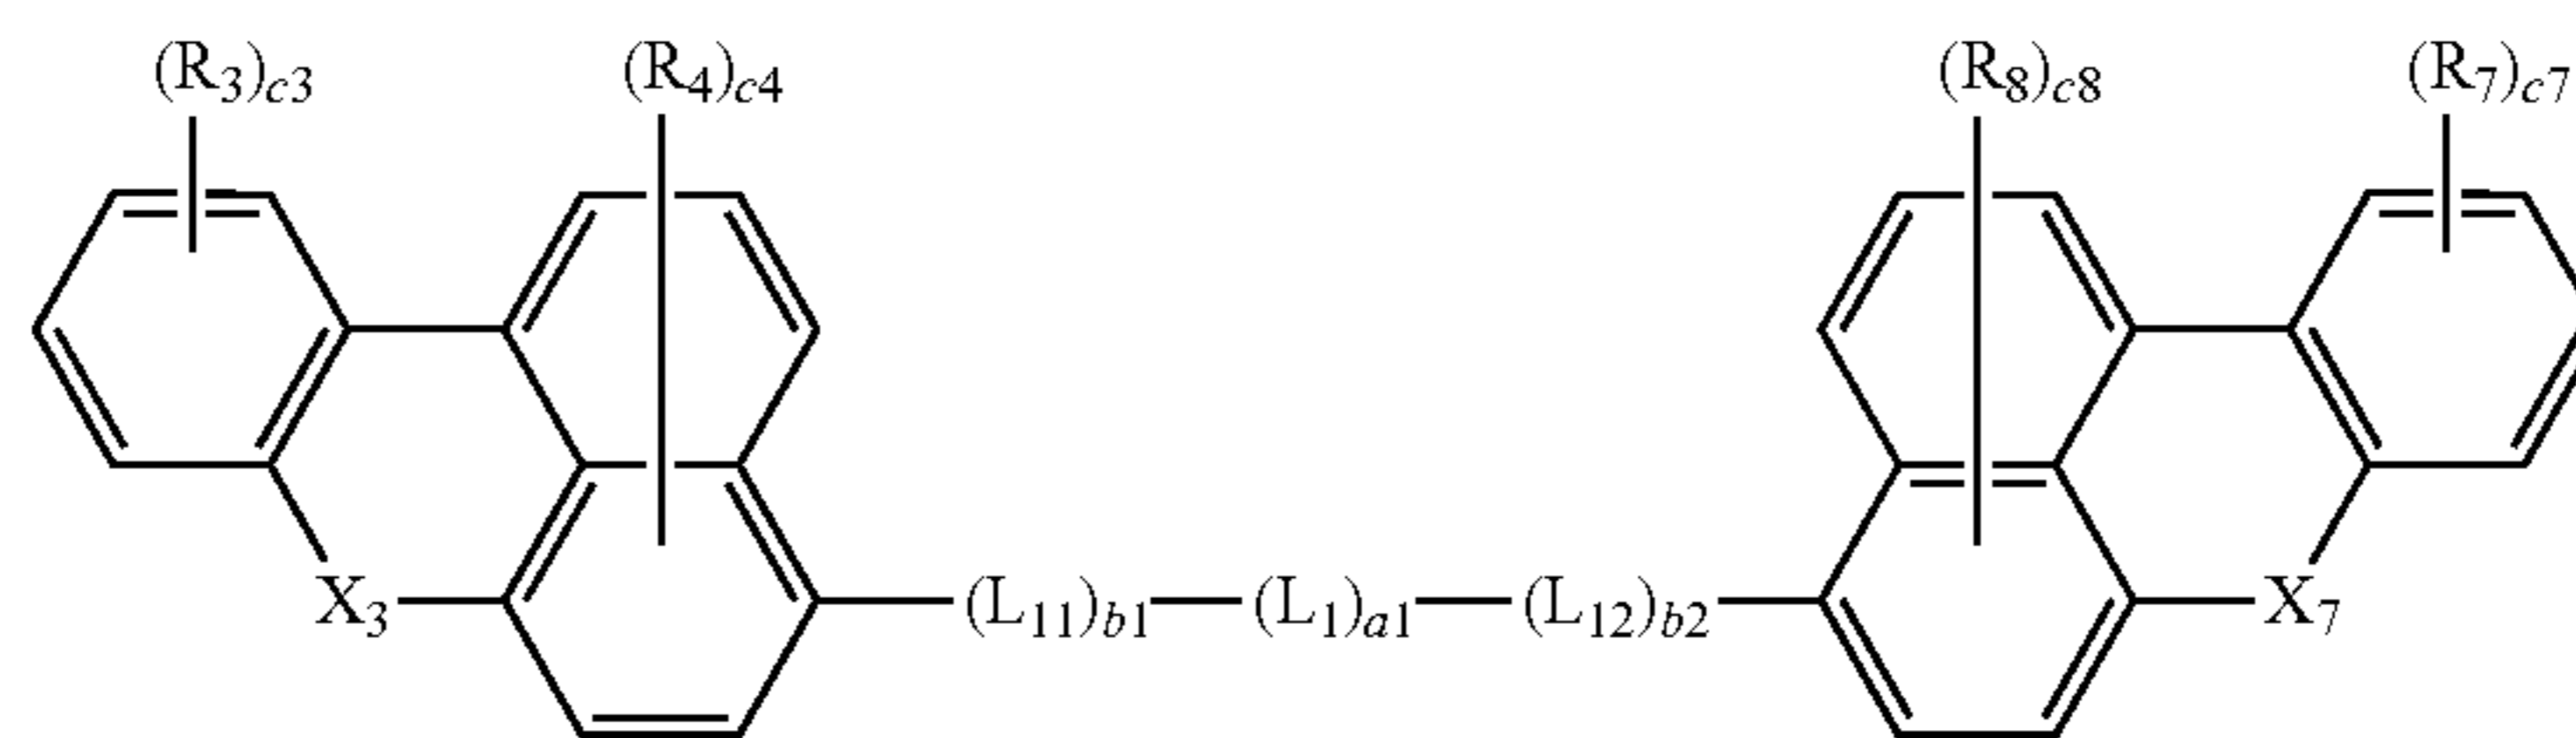 (R3)c3 (R4)c4 (R8)c8 (R7)c7
X3 (L11)b1 (L1)a1 (L12)b2 X7